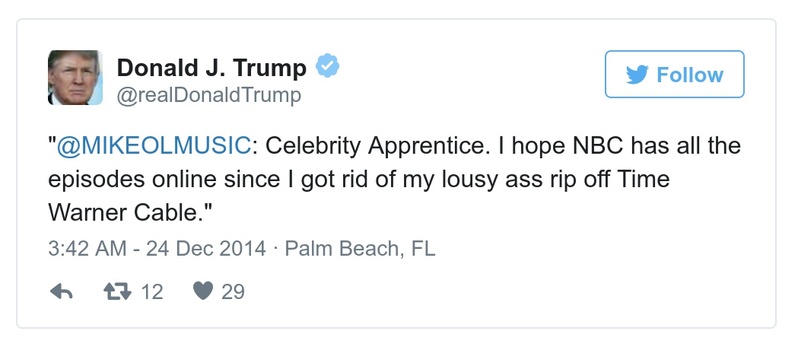 Donald J. Trump
@realDonaldTrump
Follow
"@MIKEOLMUSIC: Celebrity Apprentice. I hope NBC has all the
episodes online since I got rid of my lousy ass rip off Time
Warner Cable."
3:42 AM - 24 Dec 2014 · Palm Beach, FL
12 29